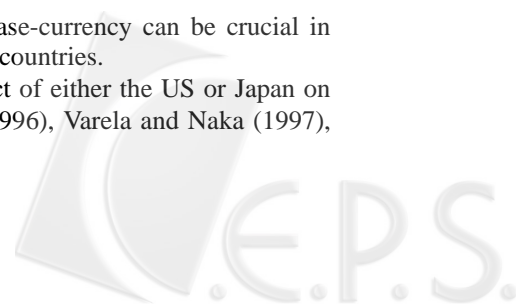 ase-currency can be crucial in
countries.
ct of either the US or Japan on
996), Varela and Naka (1997),
C.E.P.S.